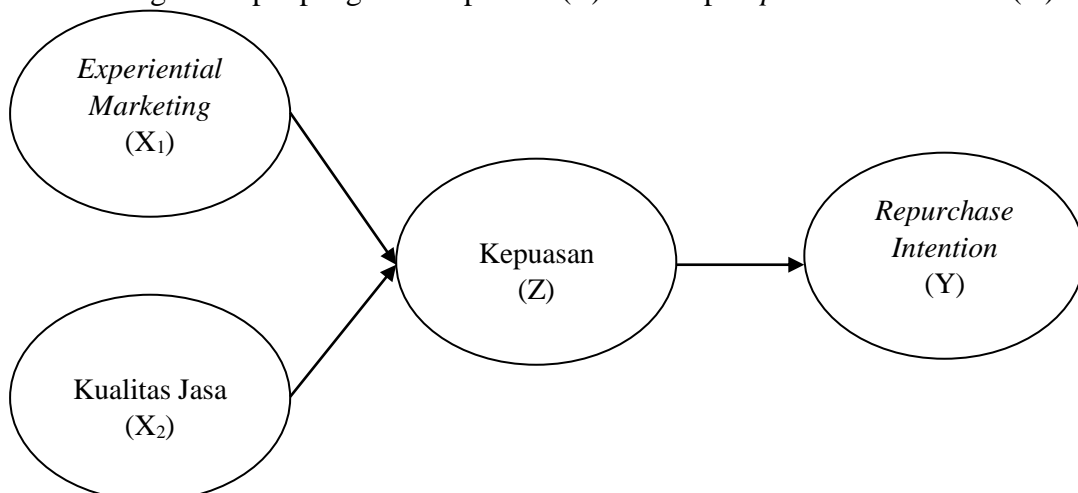 Experiential
Marketing
(X₁)
Kepuasan
(Z)
Repurchase
Intention
(Y)
Kualitas Jasa
(X₂)